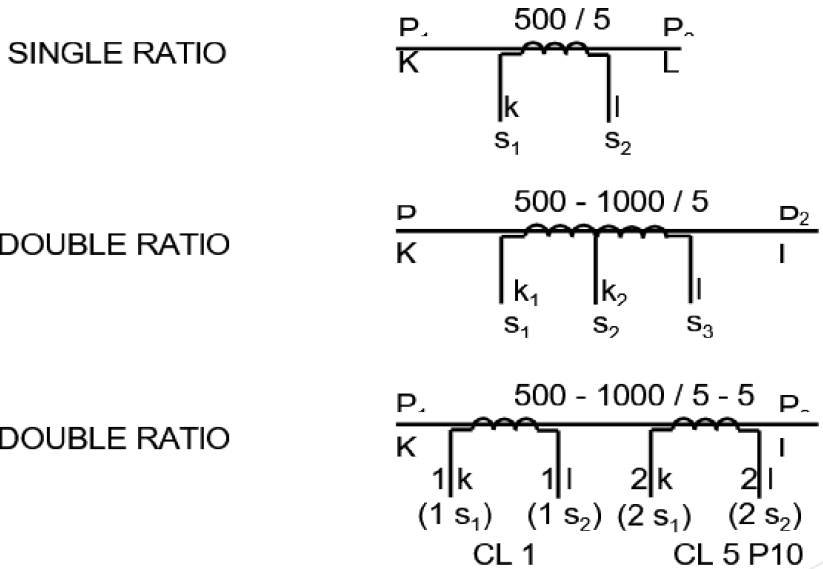 500 / 5
SINGLE RATIO
K L
k l
s₁ s₂
500 - 1000 / 5
P P₂
DOUBLE RATIO
K
k₁ k₂ l
s₁ s₂ s₃
500 - 1000 / 5 - 5
DOUBLE RATIO
K
1 k 1 l 2 k 2 l
(1 s₁) (1 s₂) (2 s₁) (2 s₂)
CL 1 CL 5 P10